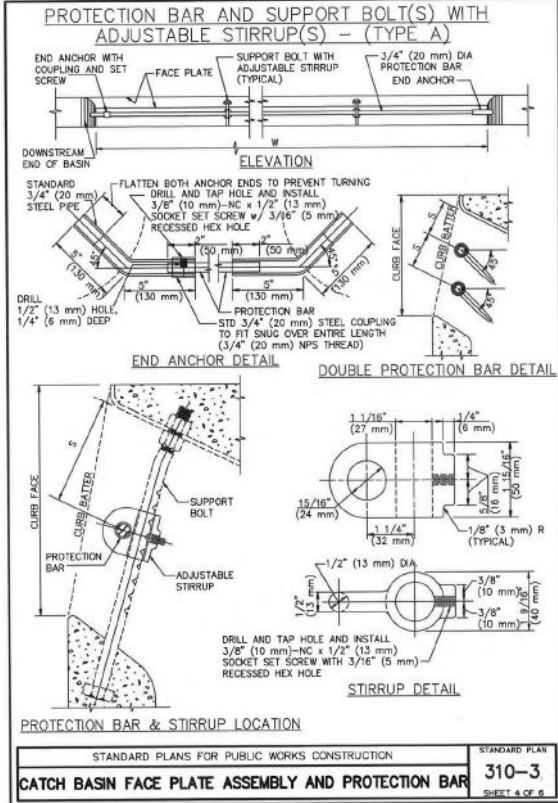 PROTECTION BAR AND SUPPORT BOLT(S) WITH
ADJUSTABLE STIRRUP(S) - (TYPE A)
END ANCHOR WITH
COUPLING AND SET
SCREW
FACE PLATE
SUPPORT BOLT WITH
ADJUSTABLE STIRRUP
(TYPICAL)
3/4" (20 mm) DIA
PROTECTION BAR
END ANCHOR
W
DOWNSTREAM
END OF BASIN
ELEVATION
STANDARD
3/4" (20 mm)
STEEL PIPE
FLATTEN BOTH ANCHOR ENDS TO PREVENT TURNING
DRILL AND TAP HOLE AND INSTALL
3/8" (10 mm)-NC x 1/2" (13 mm)
SOCKET SET SCREW w/ 3/16" (5 mm)
RECESSED HEX HOLE
2"
(50 mm)
2"
(50 mm)
5"
(130 mm)
45°
5"
(130 mm)
5"
(130 mm)
45°
5"
(130 mm)
DRILL
1/2" (13 mm) HOLE,
1/4" (6 mm) DEEP
PROTECTION BAR
STD 3/4" (20 mm) STEEL COUPLING
TO FIT SNUG OVER ENTIRE LENGTH
(3/4" (20 mm) NPS THREAD)
END ANCHOR DETAIL
CURB FACE
CURB BATTER
S
S
45°
45°
DOUBLE PROTECTION BAR DETAIL
CURB FACE
S
CURB BATTER
SUPPORT
BOLT
PROTECTION
BAR
ADJUSTABLE
STIRRUP
PROTECTION BAR & STIRRUP LOCATION
1 1/16"
(27 mm)
1/4"
(6 mm)
15/16"
(24 mm)
1 1/4"
(32 mm)
5/8"
(16 mm)
1 15/16"
(50 mm)
1/8" (3 mm) R
(TYPICAL)
1/2" (13 mm) DIA
1/2"
(13 mm)
3/8"
(10 mm)
3/8"
(10 mm)
1 9/16"
(40 mm)
DRILL AND TAP HOLE AND INSTALL
3/8" (10 mm)-NC x 1/2" (13 mm)
SOCKET SET SCREW WITH 3/16" (5 mm)
RECESSED HEX HOLE
STIRRUP DETAIL
STANDARD PLANS FOR PUBLIC WORKS CONSTRUCTION
CATCH BASIN FACE PLATE ASSEMBLY AND PROTECTION BAR
STANDARD PLAN
310-3
SHEET 4 OF 6